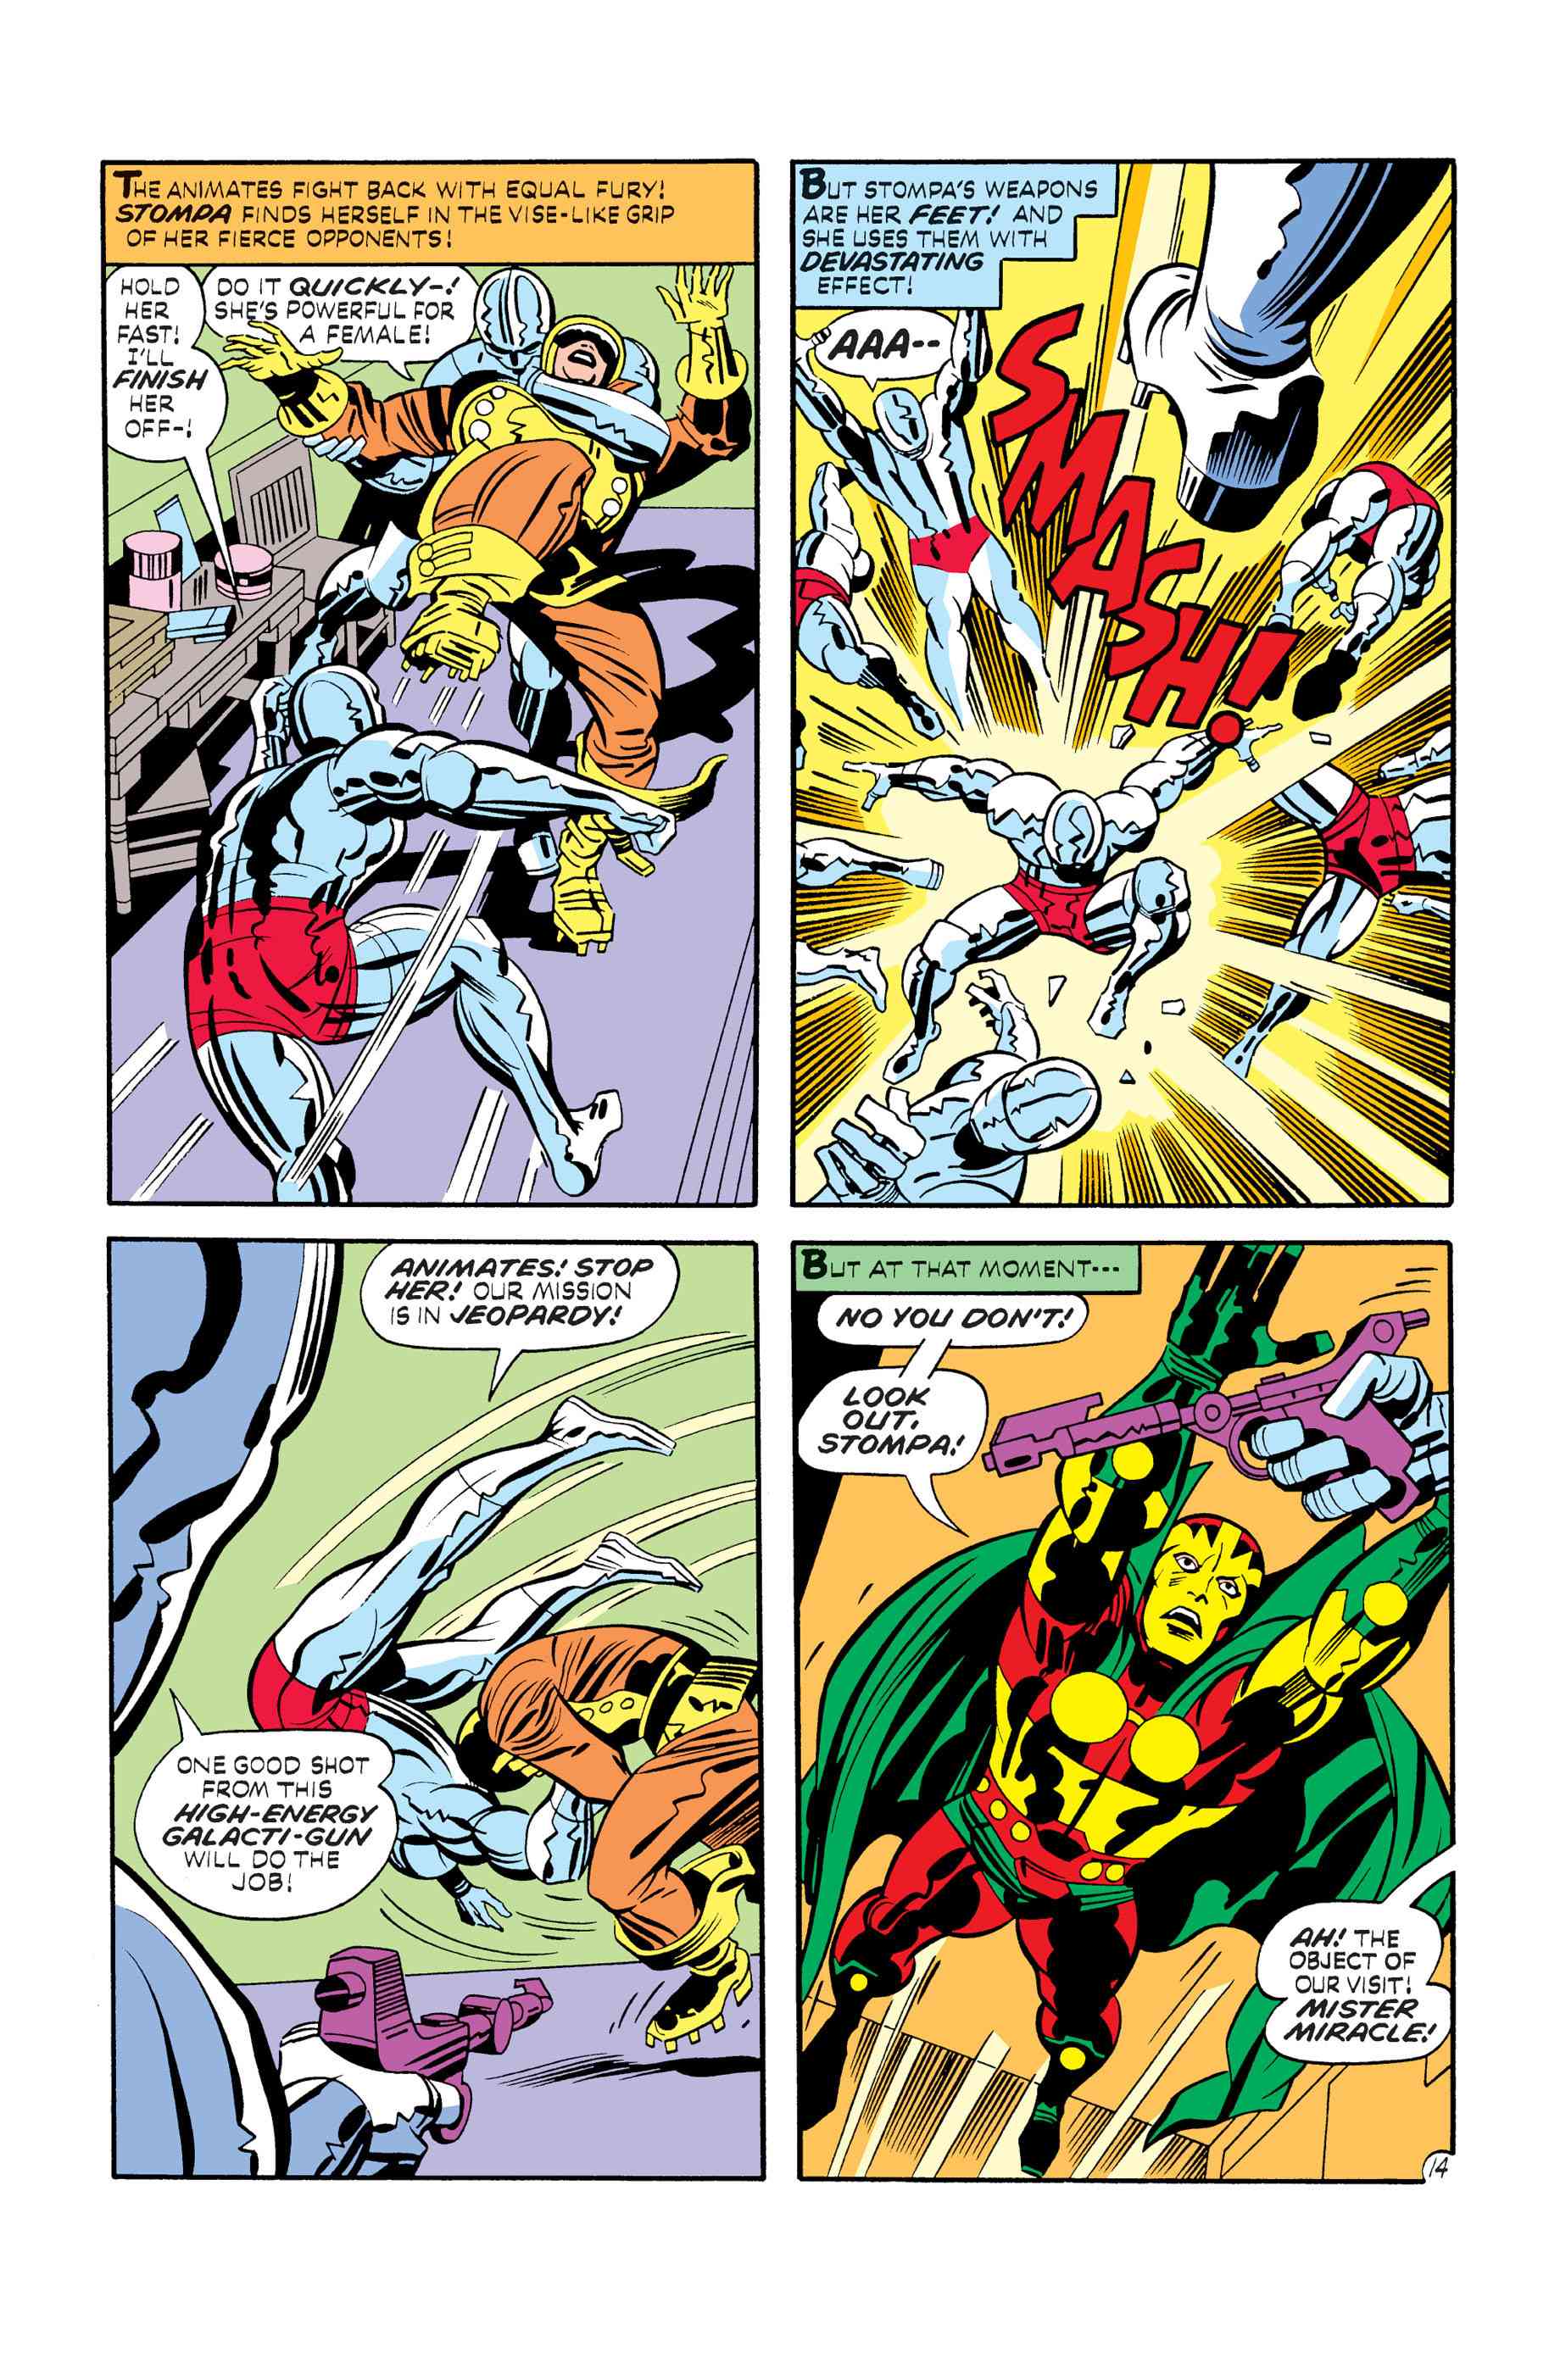 THE ANIMATES FIGHT BACK WITH EQUAL FURY!
STOMPA FINDS HERSELF IN THE VISE-LIKE GRIP
OF HER FIERCE OPPONENTS!
HOLD
HER
FAST!
I'LL
FINISH
HER
OFF-!
DO IT QUICKLY-!
SHE'S POWERFUL FOR
A FEMALE!
BUT STOMPA'S WEAPONS
ARE HER FEET! AND
SHE USES THEM WITH
DEVASTATING
EFFECT!
AAA--
SMASH!
ANIMATES! STOP
HER! OUR MISSION
IS IN JEOPARDY!
ONE GOOD SHOT
FROM THIS
HIGH-ENERGY
GALACTI-GUN
WILL DO THE
JOB!
BUT AT THAT MOMENT---
NO YOU DON'T!
LOOK
OUT,
STOMPA!
AH! THE
OBJECT OF
OUR VISIT!
MISTER
MIRACLE!
14